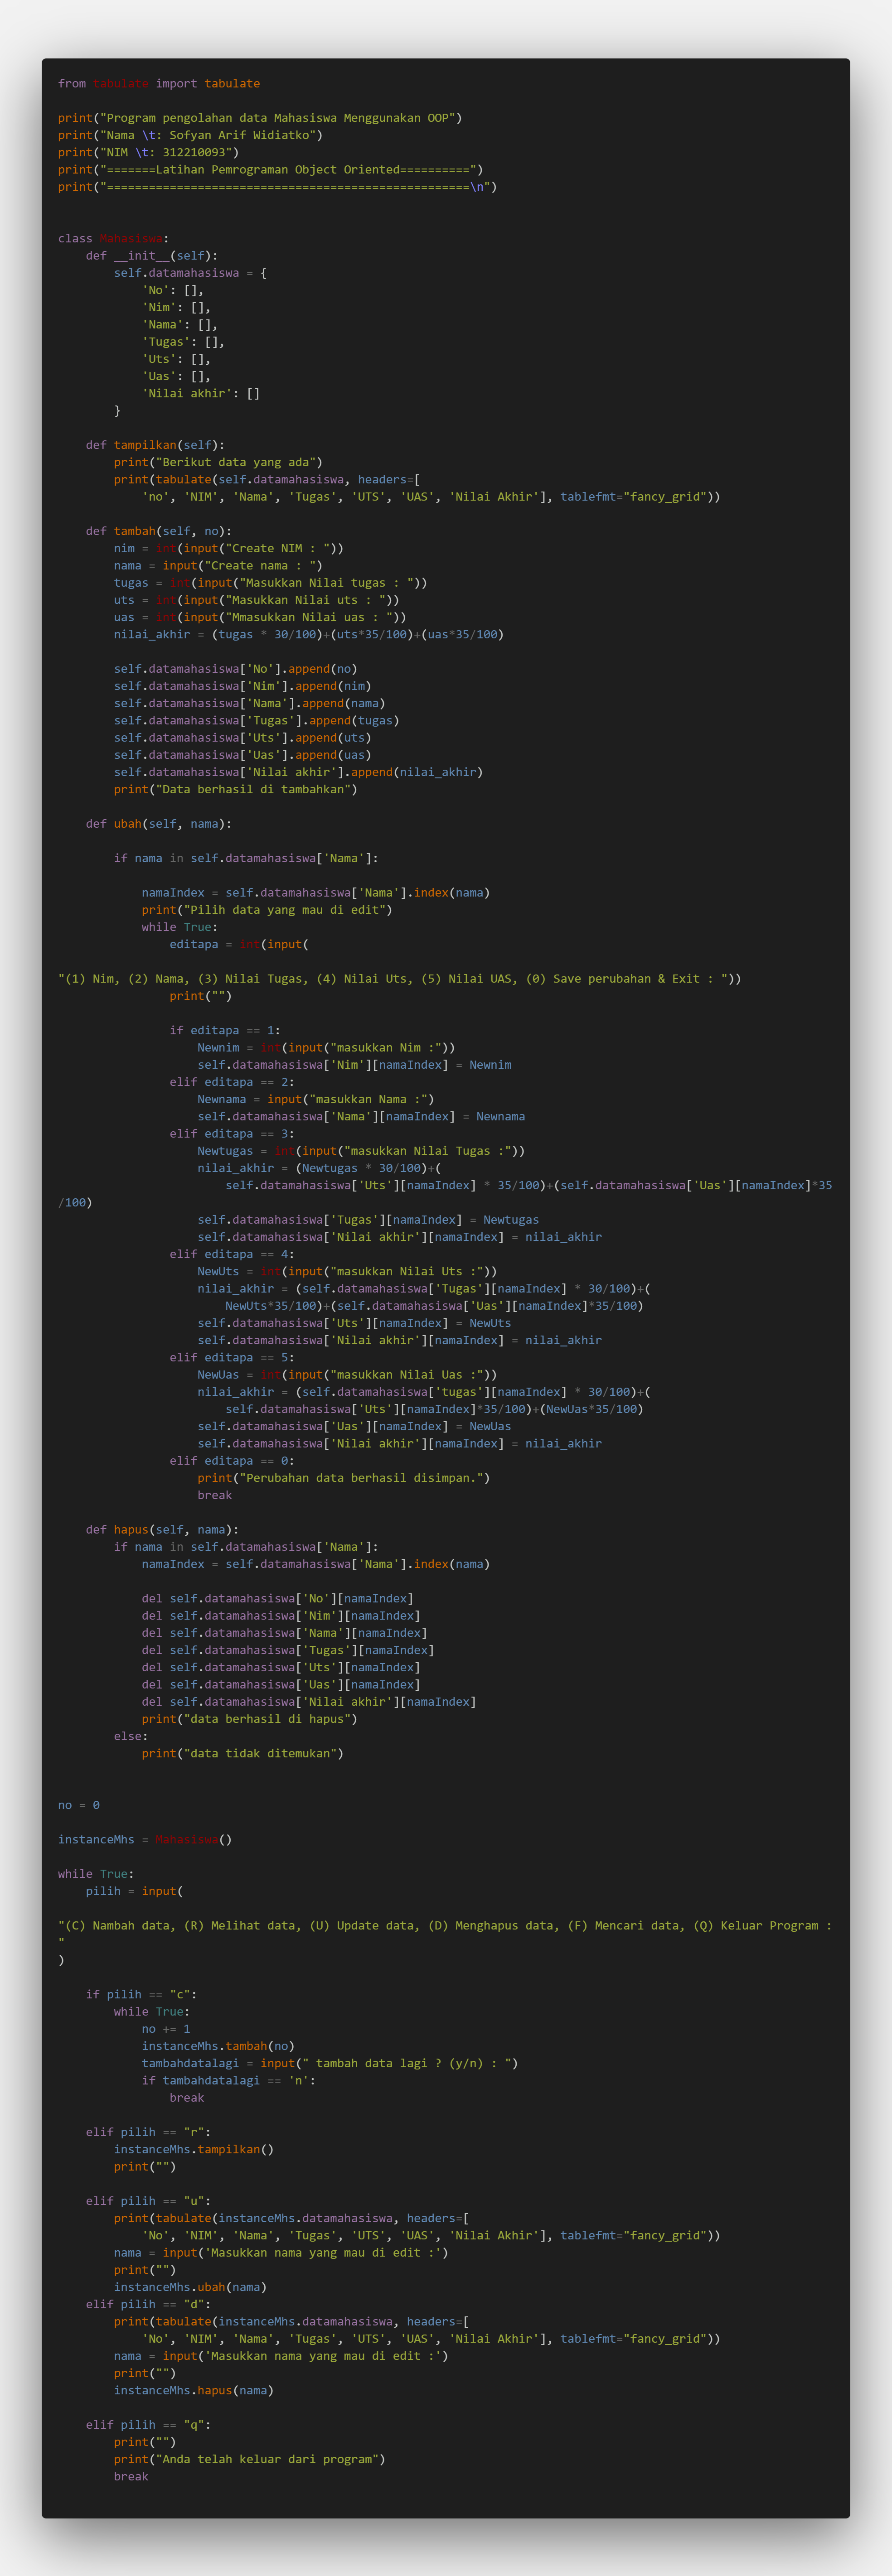 from tabulate import tabulate

print("Program pengolahan data Mahasiswa Menggunakan OOP")
print("Nama \t: Sofyan Arif Widiatko")
print("NIM \t: 312210093")
print("=======Latihan Pemrograman Object Oriented==========")
print("====================================================\n")


class Mahasiswa:
    def __init__(self):
        self.datamahasiswa = {
            'No': [],
            'Nim': [],
            'Nama': [],
            'Tugas': [],
            'Uts': [],
            'Uas': [],
            'Nilai akhir': []
        }

    def tampilkan(self):
        print("Berikut data yang ada")
        print(tabulate(self.datamahasiswa, headers=[
            'no', 'NIM', 'Nama', 'Tugas', 'UTS', 'UAS', 'Nilai Akhir'], tablefmt="fancy_grid"))

    def tambah(self, no):
        nim = int(input("Create NIM : "))
        nama = input("Create nama : ")
        tugas = int(input("Masukkan Nilai tugas : "))
        uts = int(input("Masukkan Nilai uts : "))
        uas = int(input("Mmasukkan Nilai uas : "))
        nilai_akhir = (tugas * 30/100)+(uts*35/100)+(uas*35/100)

        self.datamahasiswa['No'].append(no)
        self.datamahasiswa['Nim'].append(nim)
        self.datamahasiswa['Nama'].append(nama)
        self.datamahasiswa['Tugas'].append(tugas)
        self.datamahasiswa['Uts'].append(uts)
        self.datamahasiswa['Uas'].append(uas)
        self.datamahasiswa['Nilai akhir'].append(nilai_akhir)
        print("Data berhasil di tambahkan")

    def ubah(self, nama):

        if nama in self.datamahasiswa['Nama']:

            namaIndex = self.datamahasiswa['Nama'].index(nama)
            print("Pilih data yang mau di edit")
            while True:
                editapa = int(input(

"(1) Nim, (2) Nama, (3) Nilai Tugas, (4) Nilai Uts, (5) Nilai UAS, (0) Save perubahan & Exit : "))
                print("")

                if editapa == 1:
                    Newnim = int(input("masukkan Nim :"))
                    self.datamahasiswa['Nim'][namaIndex] = Newnim
                elif editapa == 2:
                    Newnama = input("masukkan Nama :")
                    self.datamahasiswa['Nama'][namaIndex] = Newnama
                elif editapa == 3:
                    Newtugas = int(input("masukkan Nilai Tugas :"))
                    nilai_akhir = (Newtugas * 30/100)+(
                        self.datamahasiswa['Uts'][namaIndex] * 35/100)+(self.datamahasiswa['Uas'][namaIndex]*35
/100)
                    self.datamahasiswa['Tugas'][namaIndex] = Newtugas
                    self.datamahasiswa['Nilai akhir'][namaIndex] = nilai_akhir
                elif editapa == 4:
                    NewUts = int(input("masukkan Nilai Uts :"))
                    nilai_akhir = (self.datamahasiswa['Tugas'][namaIndex] * 30/100)+(
                        NewUts*35/100)+(self.datamahasiswa['Uas'][namaIndex]*35/100)
                    self.datamahasiswa['Uts'][namaIndex] = NewUts
                    self.datamahasiswa['Nilai akhir'][namaIndex] = nilai_akhir
                elif editapa == 5:
                    NewUas = int(input("masukkan Nilai Uas :"))
                    nilai_akhir = (self.datamahasiswa['tugas'][namaIndex] * 30/100)+(
                        self.datamahasiswa['Uts'][namaIndex]*35/100)+(NewUas*35/100)
                    self.datamahasiswa['Uas'][namaIndex] = NewUas
                    self.datamahasiswa['Nilai akhir'][namaIndex] = nilai_akhir
                elif editapa == 0:
                    print("Perubahan data berhasil disimpan.")
                    break

    def hapus(self, nama):
        if nama in self.datamahasiswa['Nama']:
            namaIndex = self.datamahasiswa['Nama'].index(nama)

            del self.datamahasiswa['No'][namaIndex]
            del self.datamahasiswa['Nim'][namaIndex]
            del self.datamahasiswa['Nama'][namaIndex]
            del self.datamahasiswa['Tugas'][namaIndex]
            del self.datamahasiswa['Uts'][namaIndex]
            del self.datamahasiswa['Uas'][namaIndex]
            del self.datamahasiswa['Nilai akhir'][namaIndex]
            print("data berhasil di hapus")
        else:
            print("data tidak ditemukan")


no = 0

instanceMhs = Mahasiswa()

while True:
    pilih = input(

"(C) Nambah data, (R) Melihat data, (U) Update data, (D) Menghapus data, (F) Mencari data, (Q) Keluar Program :
"
)

    if pilih == "c":
        while True:
            no += 1
            instanceMhs.tambah(no)
            tambahdatalagi = input(" tambah data lagi ? (y/n) : ")
            if tambahdatalagi == 'n':
                break

    elif pilih == "r":
        instanceMhs.tampilkan()
        print("")

    elif pilih == "u":
        print(tabulate(instanceMhs.datamahasiswa, headers=[
            'No', 'NIM', 'Nama', 'Tugas', 'UTS', 'UAS', 'Nilai Akhir'], tablefmt="fancy_grid"))
        nama = input('Masukkan nama yang mau di edit :')
        print("")
        instanceMhs.ubah(nama)
    elif pilih == "d":
        print(tabulate(instanceMhs.datamahasiswa, headers=[
            'No', 'NIM', 'Nama', 'Tugas', 'UTS', 'UAS', 'Nilai Akhir'], tablefmt="fancy_grid"))
        nama = input('Masukkan nama yang mau di edit :')
        print("")
        instanceMhs.hapus(nama)

    elif pilih == "q":
        print("")
        print("Anda telah keluar dari program")
        break